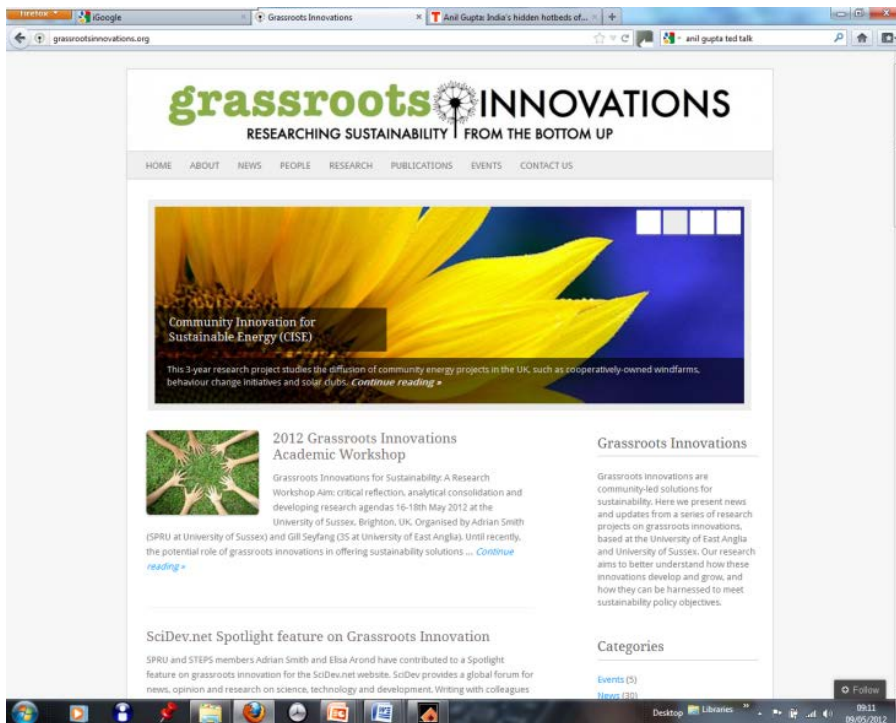 Firefox
iGoogle
Grassroots Innovations
Anil Gupta: India's hidden hotbeds of...
grassrootsinnovations.org
anil gupta ted talk
grassroots INNOVATIONS
RESEARCHING SUSTAINABILITY FROM THE BOTTOM UP
HOME ABOUT NEWS PEOPLE RESEARCH PUBLICATIONS EVENTS CONTACT US
Community Innovation for
Sustainable Energy (CISE)
This 3-year research project studies the diffusion of community energy projects in the UK, such as cooperatively-owned windfarms,
behaviour change initiatives and solar clubs. Continue reading »
2012 Grassroots Innovations
Academic Workshop
Grassroots Innovations for Sustainability: A Research
Workshop Aim: critical reflection, analytical consolidation and
developing research agendas 16-18th May 2012 at the
University of Sussex, Brighton, UK. Organised by Adrian Smith
(SPRU at University of Sussex) and Gill Seyfang (3S at University of East Anglia). Until recently,
the potential role of grassroots innovations in offering sustainability solutions ... Continue
reading »
SciDev.net Spotlight feature on Grassroots Innovation
SPRU and STEPS members Adrian Smith and Elisa Arond have contributed to a Spotlight
feature on grassroots innovation for the SciDev.net website. SciDev provides a global forum for
news, opinion and research on science, technology and development. Writing with colleagues
Grassroots Innovations
Grassroots innovations are
community-led solutions for
sustainability. Here we present news
and updates from a series of research
projects on grassroots innovations,
based at the University of East Anglia
and University of Sussex. Our research
aims to better understand how these
innovations develop and grow, and
how they can be harnessed to meet
sustainability policy objectives.
Categories
Events (5)
News (30)
Follow
Desktop Libraries
09:11
09/05/2012